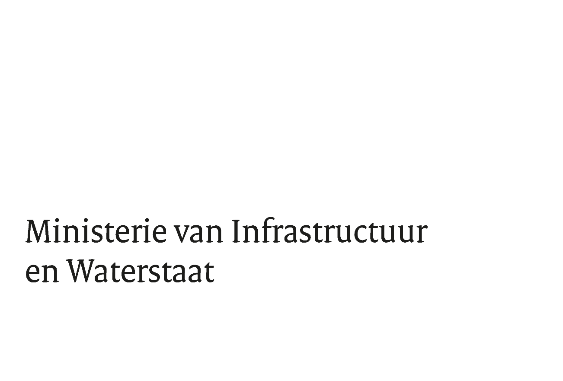 Ministerie van Infrastructuur
en Waterstaat